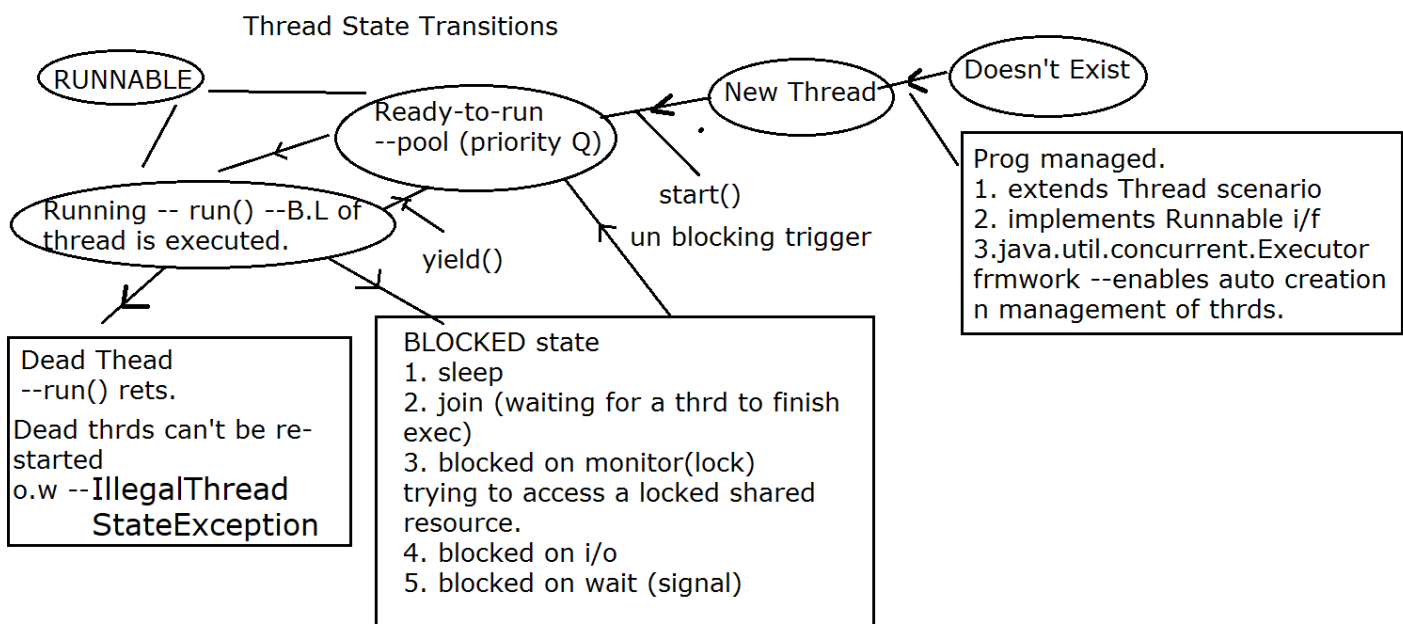 Thread State Transitions
RUNNABLE
Ready-to-run
--pool (priority Q)
New Thread
Doesn't Exist
Prog managed.
1. extends Thread scenario
2. implements Runnable i/f
3.java.util.concurrent.Executor
frmwork --enables auto creation
n management of thrds.
start()
un blocking trigger
Running -- run() --B.L of
thread is executed.
yield()
Dead Thead
--run() rets.
Dead thrds can't be re-
started
o.w --IllegalThread
StateException
BLOCKED state
1. sleep
2. join (waiting for a thrd to finish
exec)
3. blocked on monitor(lock)
trying to access a locked shared
resource.
4. blocked on i/o
5. blocked on wait (signal)